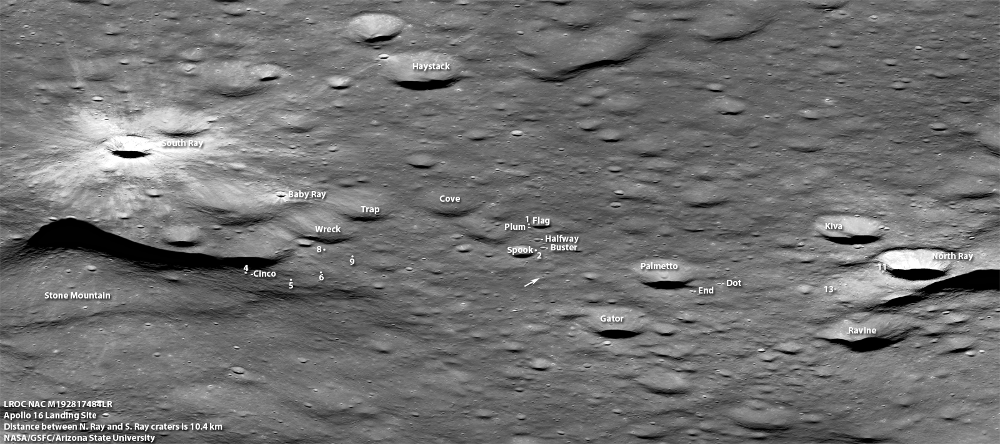 Haystack
South Ray
Baby Ray
Trap
Cove
Wreck
1 Flag
Plum -
- Halfway
- Buster
Spook
2
8
9
4
-Cinco
6
5
Stone Mountain
Kiva
North Ray
11
13
Palmetto
-- Dot
-- End
Gator
Ravine
LROC NAC M192817484LR
Apollo 16 Landing Site
Distance between N. Ray and S. Ray craters is 10.4 km
NASA/GSFC/Arizona State University